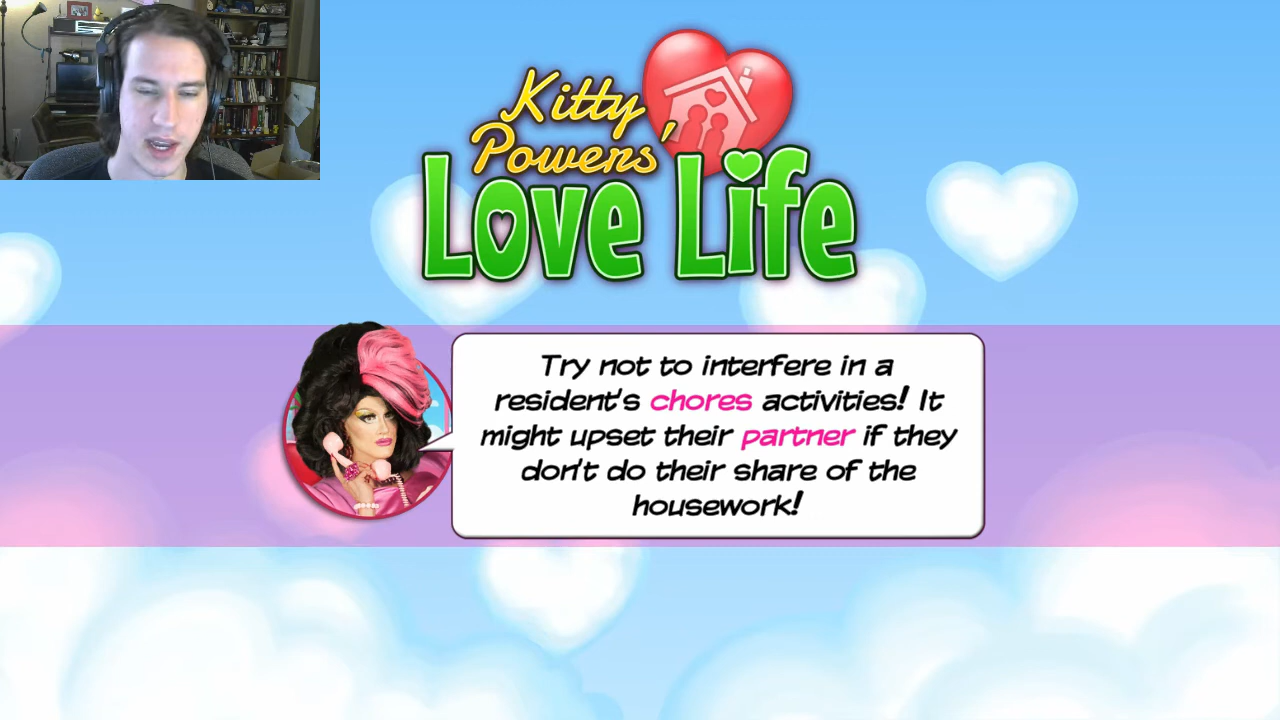 Kitty
Powers'
Love Life
Try not to interfere in a
resident's chores activities! It
might upset their partner if they
don't do their share of the
housework!